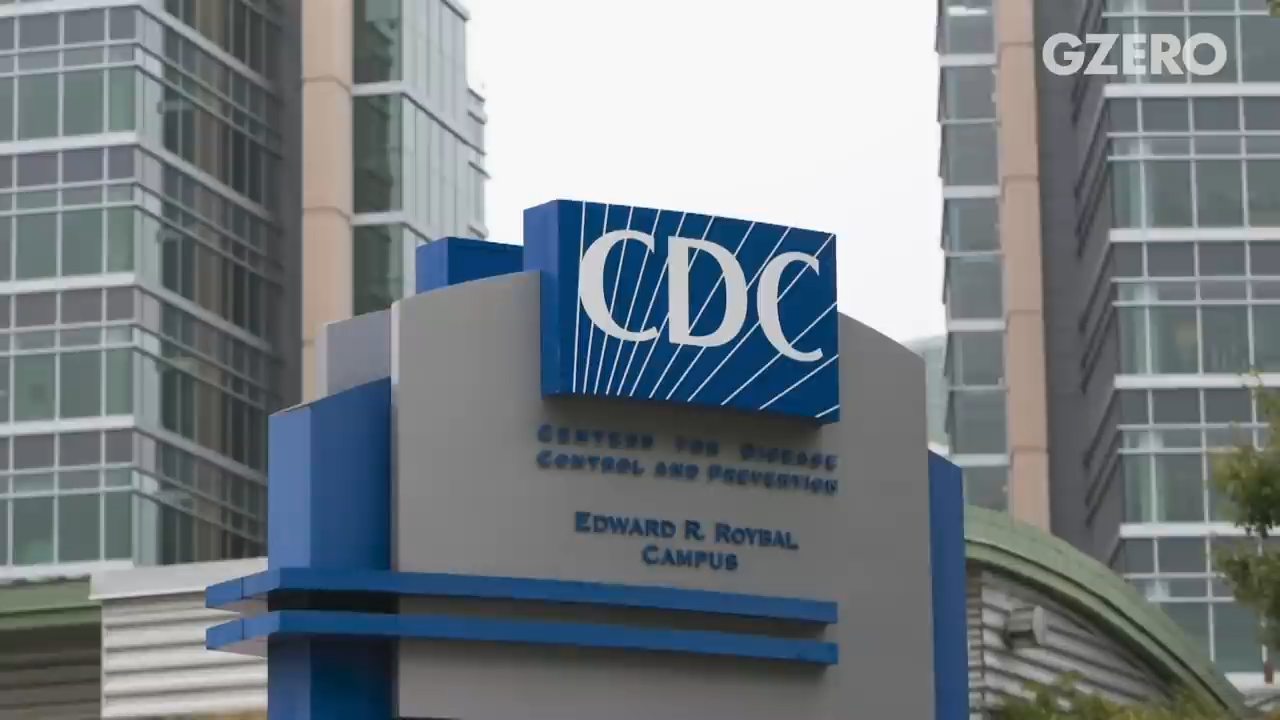 GZERO
CDC
CENTERS FOR DISEASE
CONTROL AND PREVENTION
EDWARD R. ROYBAL
CAMPUS